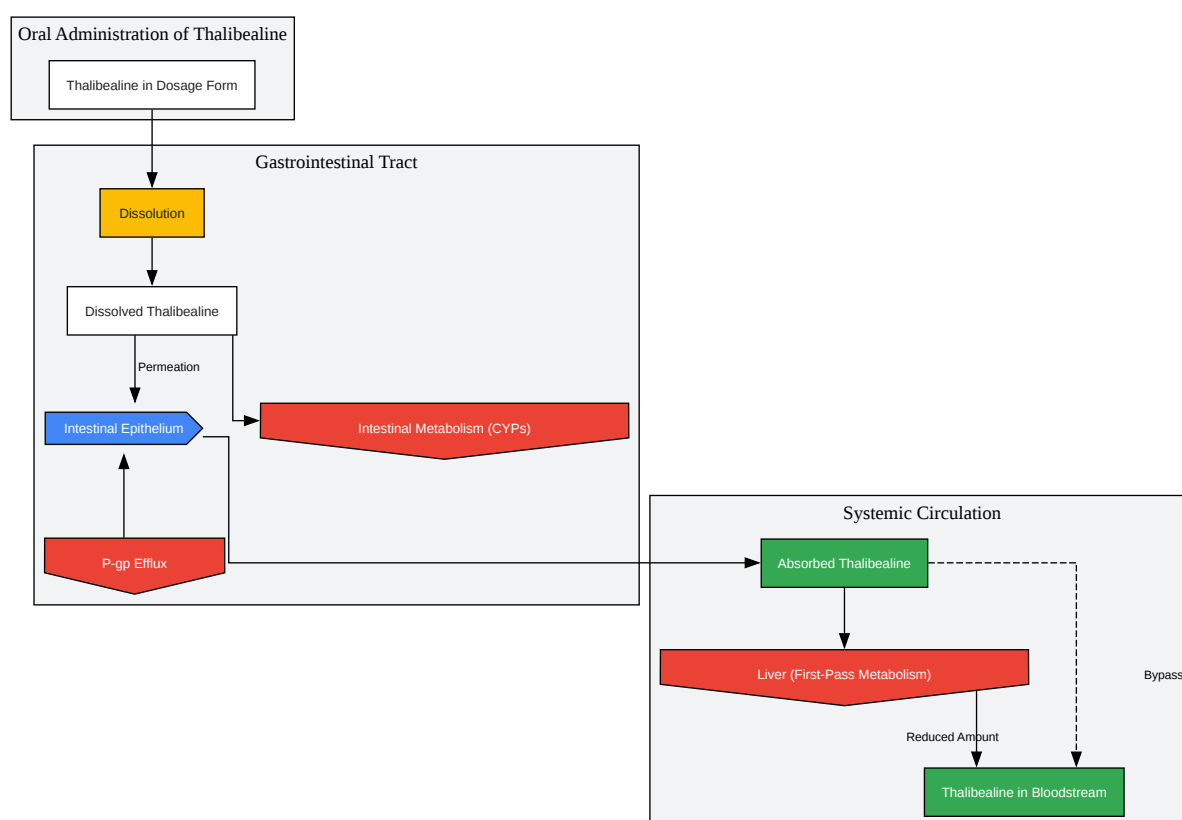 Oral Administration of Thalibealine
Thalibealine in Dosage Form
Gastrointestinal Tract
Dissolution
Dissolved Thalibealine
Permeation
Intestinal Epithelium
Intestinal Metabolism (CYPs)
P-gp Efflux
Systemic Circulation
Absorbed Thalibealine
Liver (First-Pass Metabolism)
Bypass
Reduced Amount
Thalibealine in Bloodstream